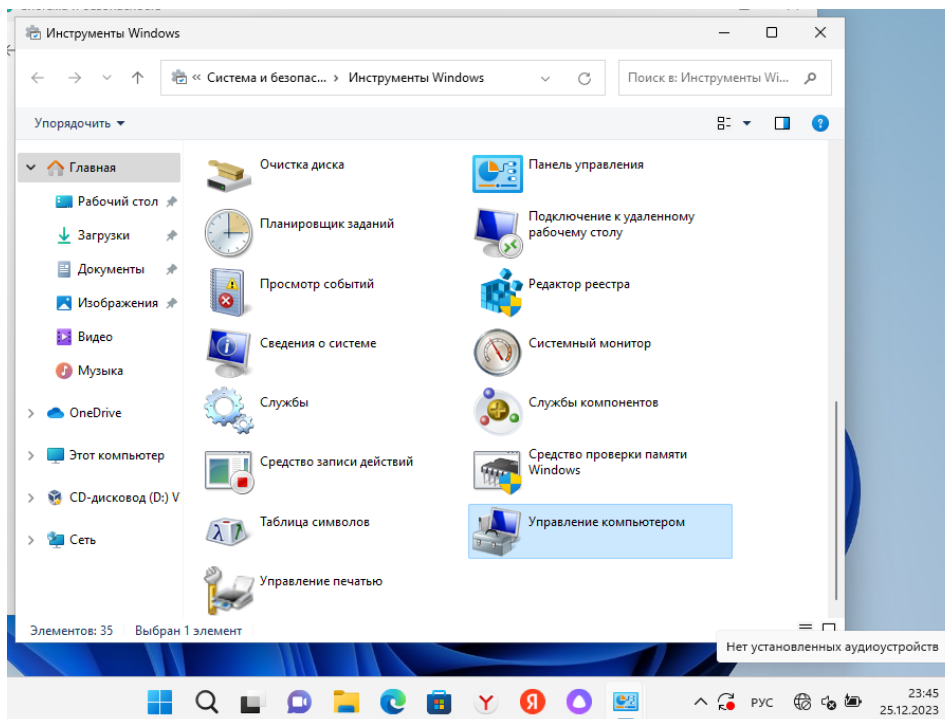 Инструменты Windows
« Система и безопас... › Инструменты Windows
Поиск в: Инструменты Wi...
Упорядочить
Главная
Рабочий стол
Загрузки
Документы
Изображения
Видео
Музыка
OneDrive
Этот компьютер
CD-дисковод (D:) V
Сеть
Очистка диска
Панель управления
Планировщик заданий
Подключение к удаленному
рабочему столу
Просмотр событий
Редактор реестра
Сведения о системе
Системный монитор
Службы
Службы компонентов
Средство записи действий
Средство проверки памяти
Windows
Таблица символов
Управление компьютером
Управление печатью
Элементов: 35 Выбран 1 элемент
Нет установленных аудиоустройств
РУС
23:45
25.12.2023